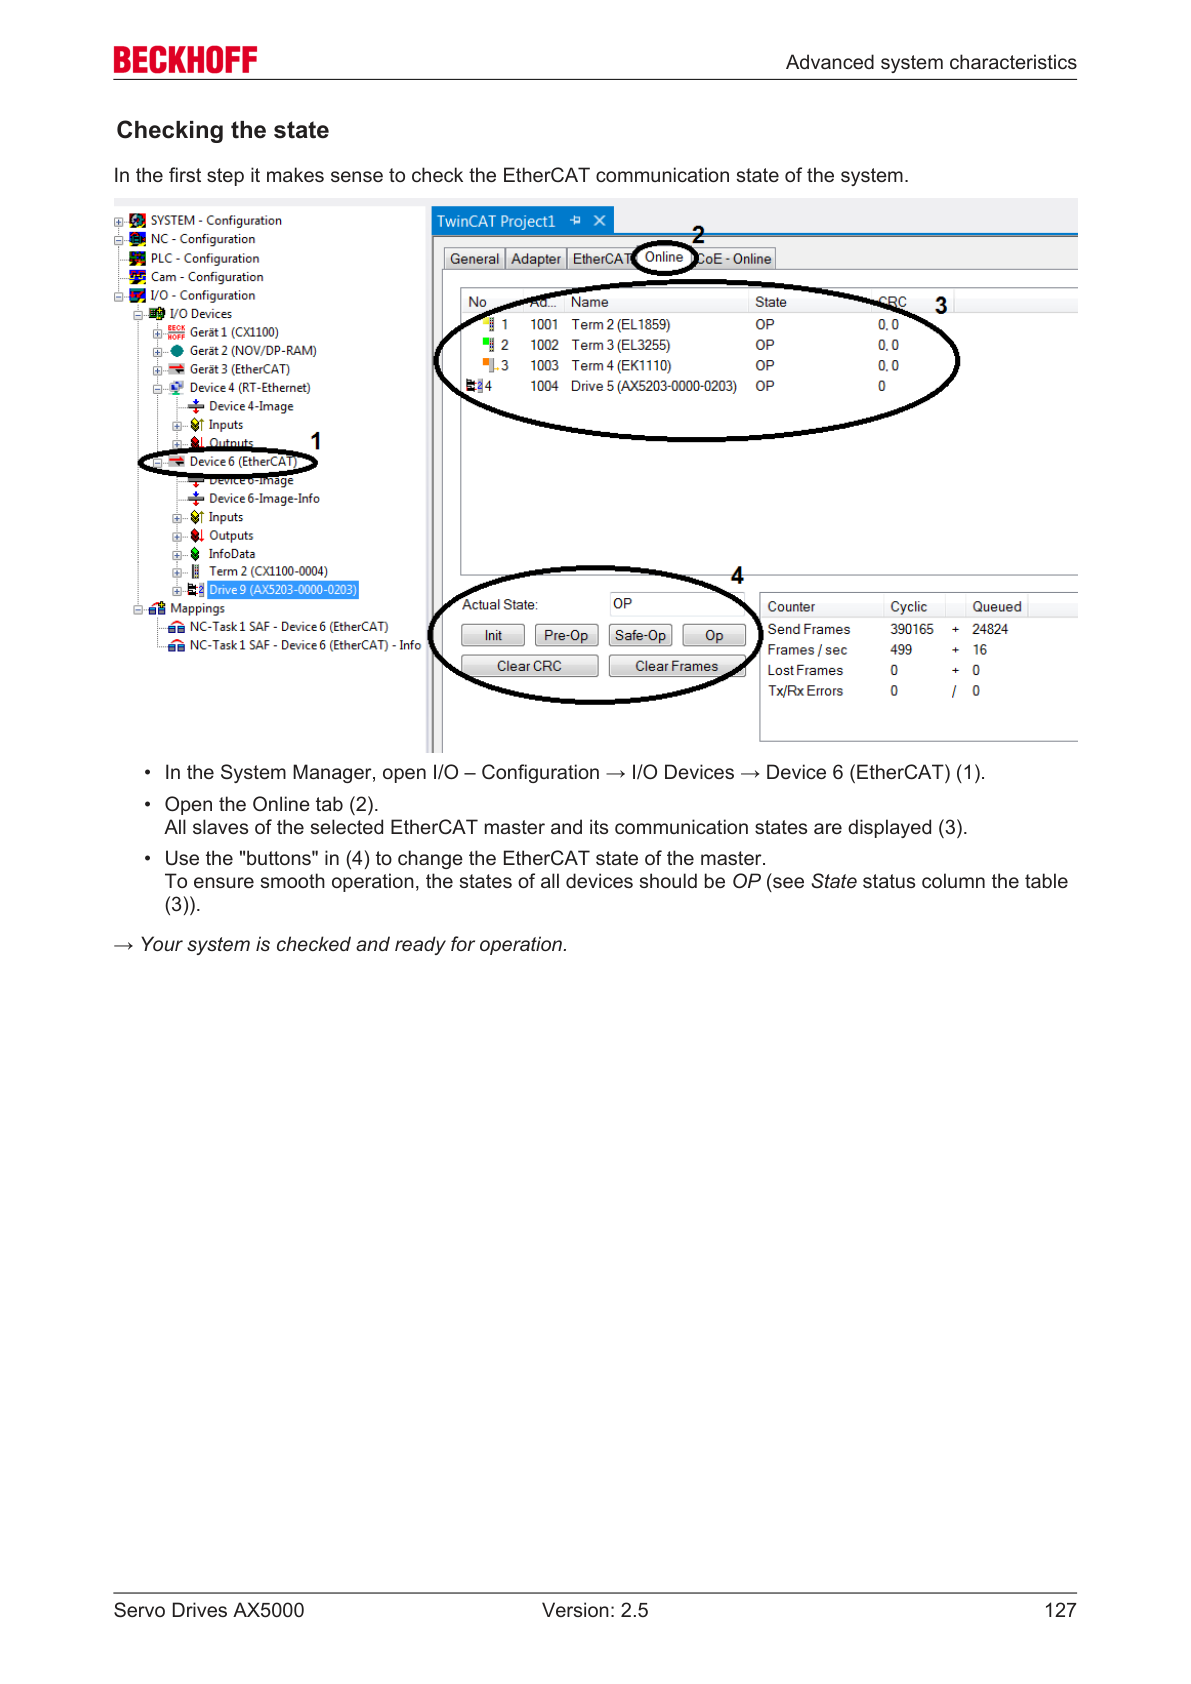 BECKHOFF
Advanced system characteristics
Checking the state
In the first step it makes sense to check the EtherCAT communication state of the system.
SYSTEM - Configuration
NC - Configuration
PLC - Configuration
Cam - Configuration
I/O - Configuration
I/O Devices
BECK HOFF Gerät 1 (CX1100)
Gerät 2 (NOV/DP-RAM)
Gerät 3 (EtherCAT)
Device 4 (RT-Ethernet)
Device 4-Image
Inputs
Outputs
1
Device 6 (EtherCAT)
Device 6-Image
Device 6-Image-Info
Inputs
Outputs
InfoData
Term 2 (CX1100-0004)
Drive 9 (AX5203-0000-0203)
Mappings
NC-Task 1 SAF - Device 6 (EtherCAT)
NC-Task 1 SAF - Device 6 (EtherCAT) - Info
TwinCAT Project1
2
General Adapter EtherCAT Online CoE - Online
No Ad... Name State CRC
3
1 1001 Term 2 (EL1859) OP 0, 0
2 1002 Term 3 (EL3255) OP 0, 0
3 1003 Term 4 (EK1110) OP 0, 0
4 1004 Drive 5 (AX5203-0000-0203) OP 0
4
Actual State: OP
Init Pre-Op Safe-Op Op
Clear CRC Clear Frames
Counter Cyclic Queued
Send Frames 390165 + 24824
Frames / sec 499 + 16
Lost Frames 0 + 0
Tx/Rx Errors 0 / 0
• In the System Manager, open I/O – Configuration → I/O Devices → Device 6 (EtherCAT) (1).
• Open the Online tab (2).
All slaves of the selected EtherCAT master and its communication states are displayed (3).
• Use the "buttons" in (4) to change the EtherCAT state of the master.
To ensure smooth operation, the states of all devices should be OP (see State status column the table
(3)).
→ Your system is checked and ready for operation.
Servo Drives AX5000
Version: 2.5
127